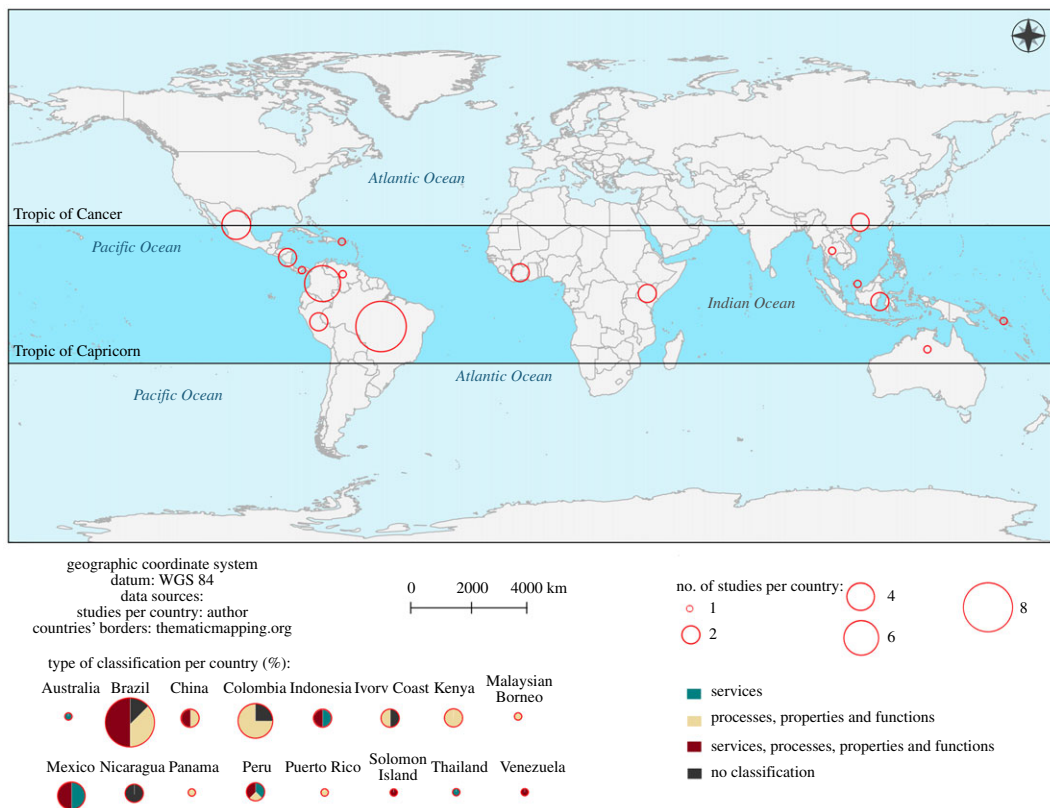 Atlantic Ocean
Tropic of Cancer
Pacific Ocean
Indian Ocean
Tropic of Capricorn
Atlantic Ocean
Pacific Ocean
geographic coordinate system
datum: WGS 84
data sources:
studies per country: author
countries' borders: thematicmapping.org
0 2000 4000 km
no. of studies per country:
1
2
4
6
8
type of classification per country (%):
Australia Brazil China Colombia Indonesia Ivory Coast Kenya Malaysian Borneo
Mexico Nicaragua Panama Peru Puerto Rico Solomon Island Thailand Venezuela
services
processes, properties and functions
services, processes, properties and functions
no classification